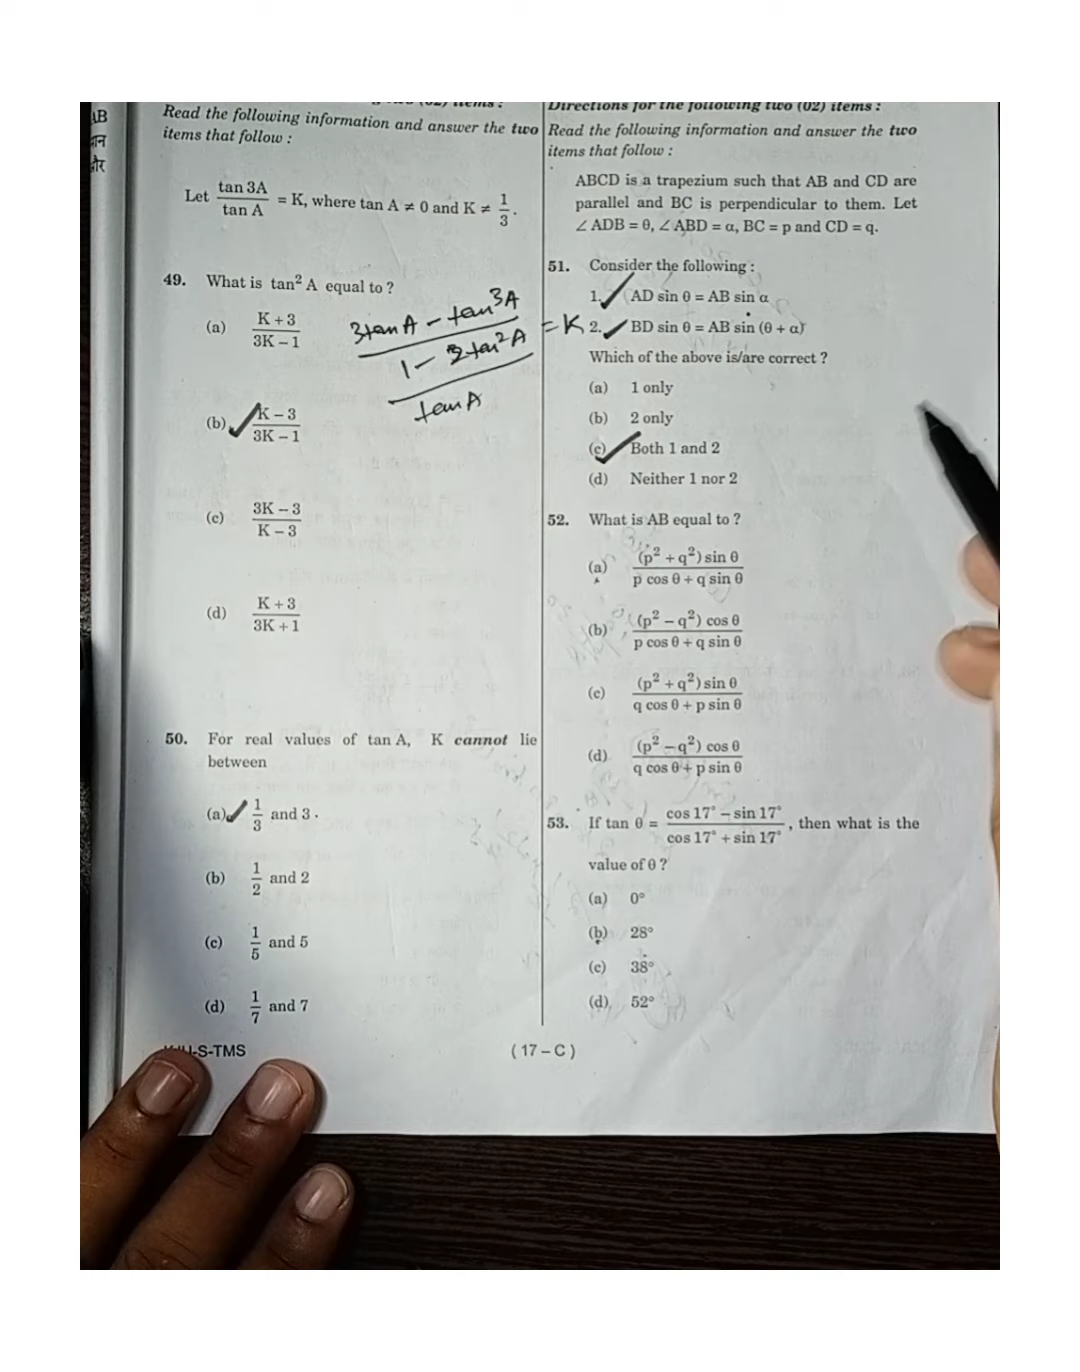 AB
Read the following information and answer the two
items that follow :
Let tan 3A / tan A = K, where tan A ≠ 0 and K ≠ 1/3 .
49. What is tan² A equal to ?
(a) K + 3 / 3K – 1
(b) K – 3 / 3K – 1
(c) 3K – 3 / K – 3
(d) K + 3 / 3K + 1
3tanA – tan³A
1 – 3tan²A
tanA
= K
50. For real values of tan A, K cannot lie
between
(a) 1/3 and 3 .
(b) 1/2 and 2
(c) 1/5 and 5
(d) 1/7 and 7
Directions for the following two (02) items :
Read the following information and answer the two
items that follow :
ABCD is a trapezium such that AB and CD are
parallel and BC is perpendicular to them. Let
∠ ADB = θ, ∠ ABD = α, BC = p and CD = q.
51. Consider the following :
1. AD sin θ = AB sin α
2. BD sin θ = AB sin (θ + α)
Which of the above is/are correct ?
(a) 1 only
(b) 2 only
(c) Both 1 and 2
(d) Neither 1 nor 2
52. What is AB equal to ?
(a) (p² + q²) sin θ / p cos θ + q sin θ
(b) (p² – q²) cos θ / p cos θ + q sin θ
(c) (p² + q²) sin θ / q cos θ + p sin θ
(d) (p² – q²) cos θ / q cos θ + p sin θ
53. If tan θ = cos 17° – sin 17° / cos 17° + sin 17° , then what is the
value of θ ?
(a) 0°
(b) 28°
(c) 38°
(d) 52°
-S-TMS
( 17 – C )